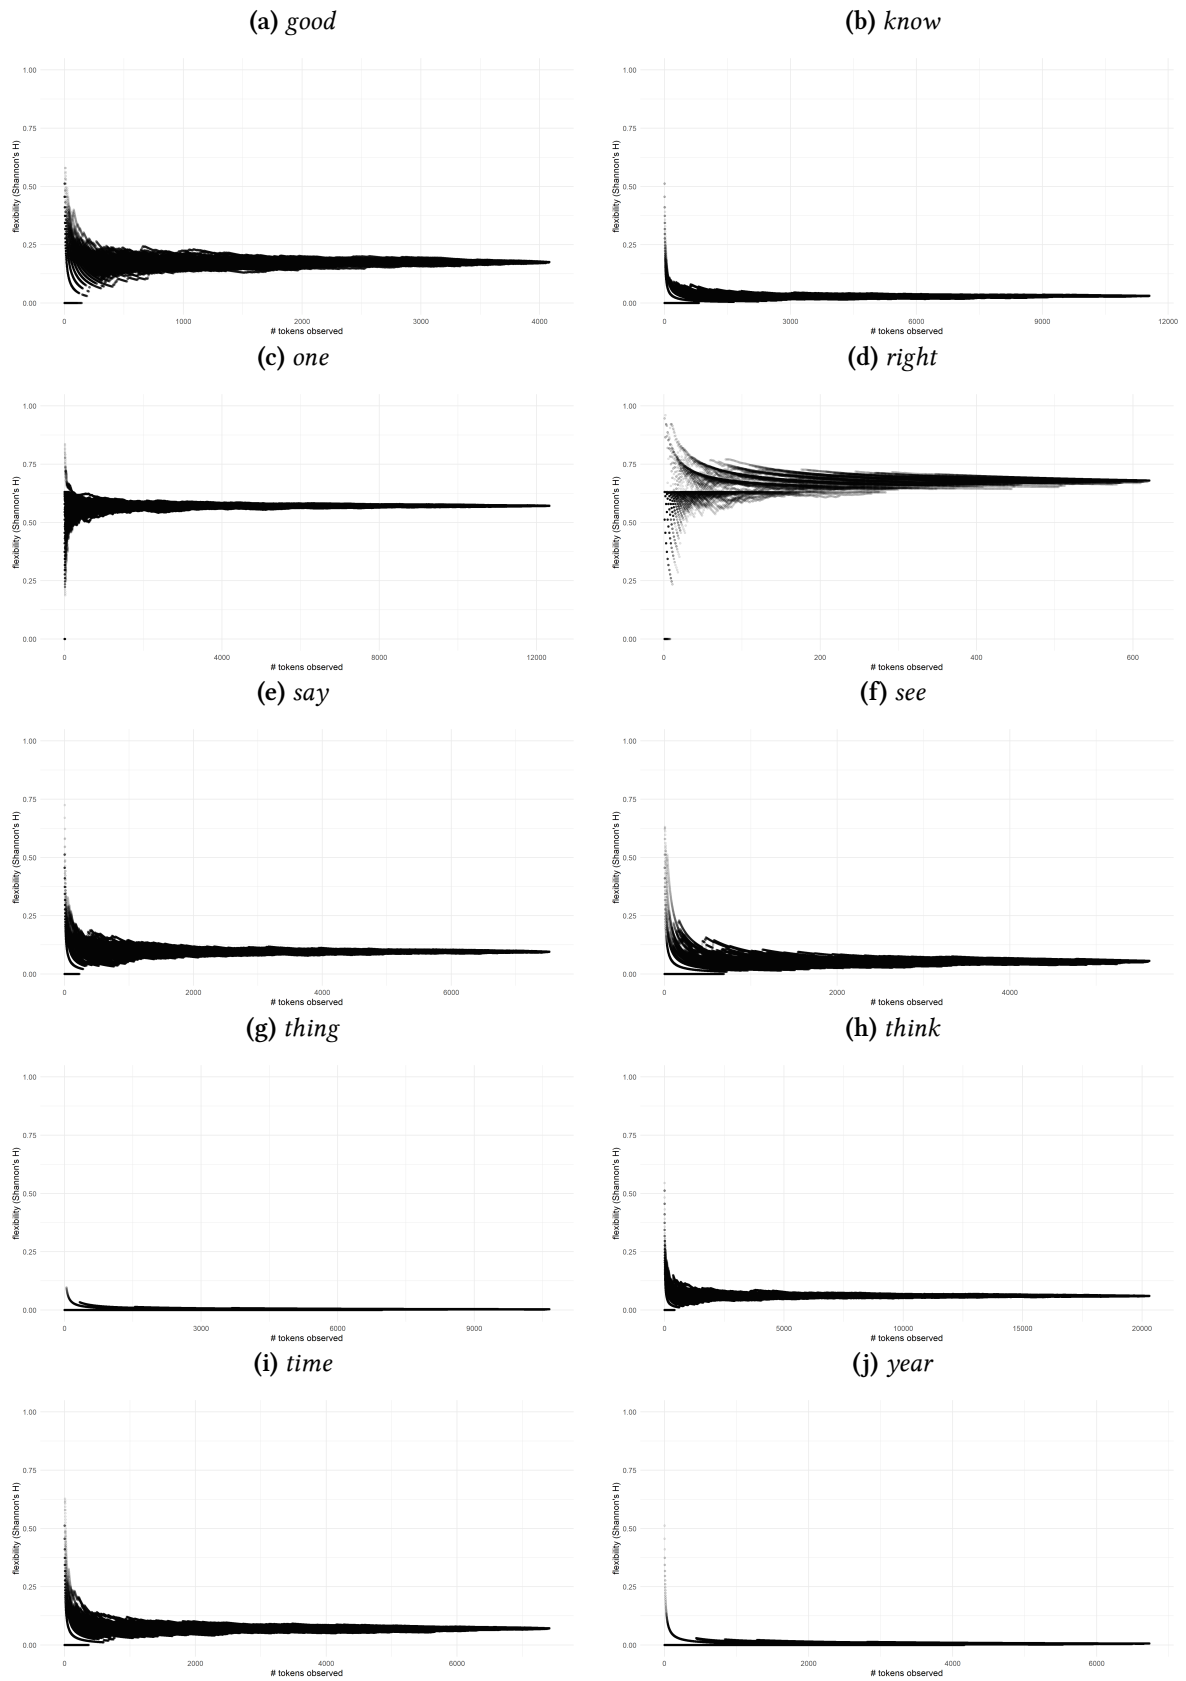 (a) good
(b) know
1.00
0.75
0.50
0.25
0.00
flexibility (Shannon's H)
0 1000 2000 3000 4000
# tokens observed
1.00
0.75
0.50
0.25
0.00
flexibility (Shannon's H)
0 3000 6000 9000 12000
# tokens observed
(c) one
(d) right
1.00
0.75
0.50
0.25
0.00
flexibility (Shannon's H)
0 4000 8000 12000
# tokens observed
1.00
0.75
0.50
0.25
0.00
flexibility (Shannon's H)
0 200 400 600
# tokens observed
(e) say
(f) see
1.00
0.75
0.50
0.25
0.00
flexibility (Shannon's H)
0 2000 4000 6000
# tokens observed
1.00
0.75
0.50
0.25
0.00
flexibility (Shannon's H)
0 2000 4000
# tokens observed
(g) thing
(h) think
1.00
0.75
0.50
0.25
0.00
flexibility (Shannon's H)
0 3000 6000 9000
# tokens observed
1.00
0.75
0.50
0.25
0.00
flexibility (Shannon's H)
0 5000 10000 15000 20000
# tokens observed
(i) time
(j) year
1.00
0.75
0.50
0.25
0.00
flexibility (Shannon's H)
0 2000 4000 6000
# tokens observed
1.00
0.75
0.50
0.25
0.00
flexibility (Shannon's H)
0 2000 4000 6000
# tokens observed